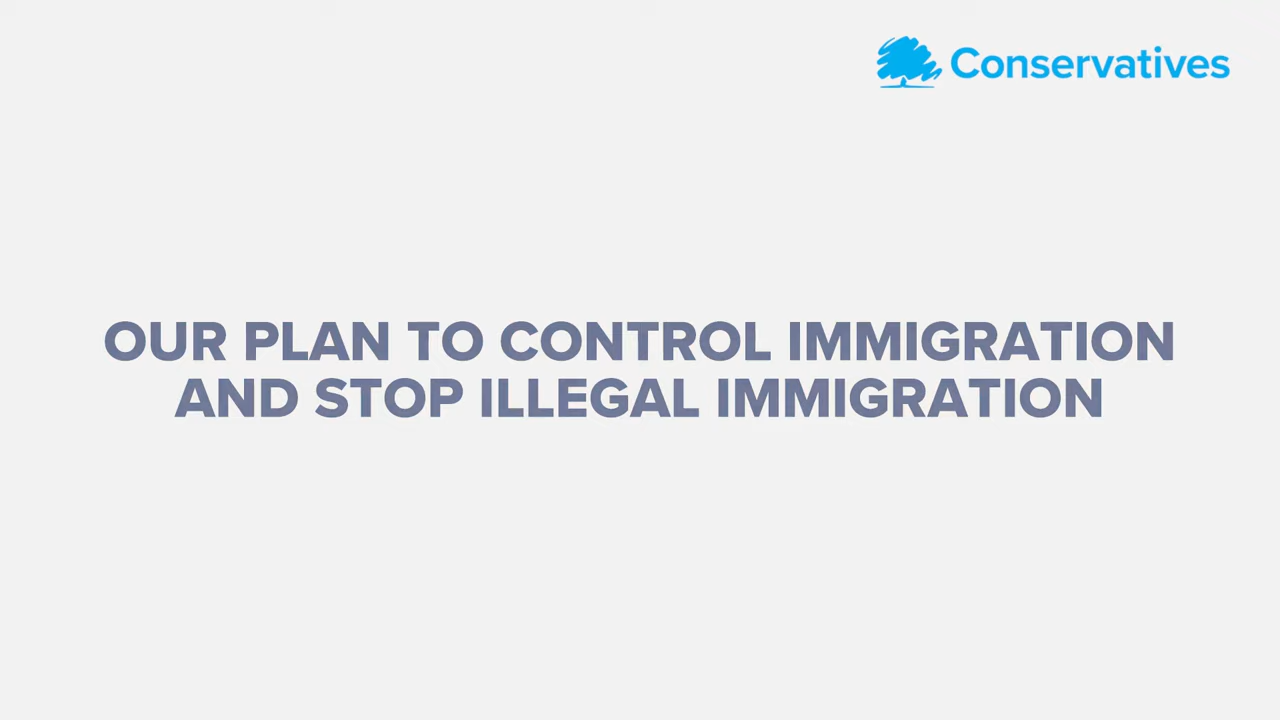 Conservatives
OUR PLAN TO CONTROL IMMIGRATION
AND STOP ILLEGAL IMMIGRATION